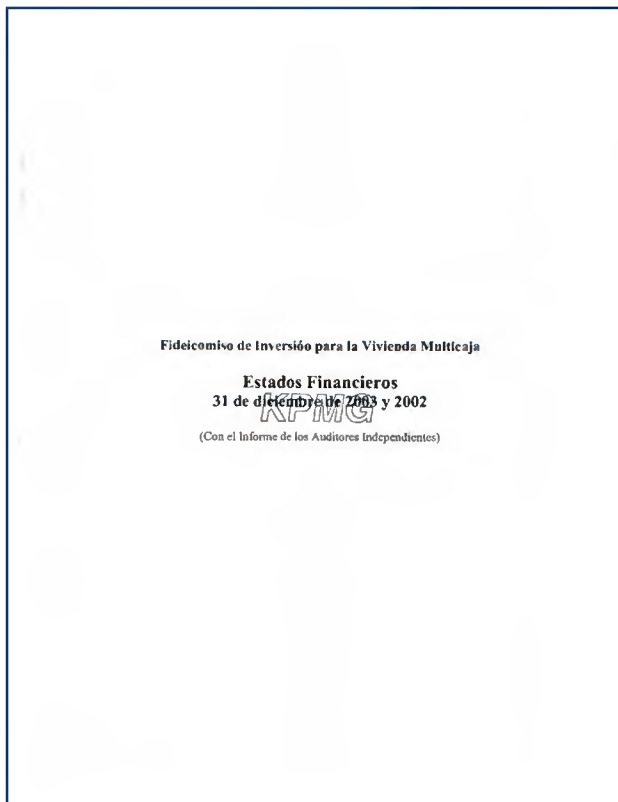 Fideicomiso de Inversión para la Vivienda Multicaja
Estados Financieros
31 de diciembre de 2003 y 2002
KPMG
(Con el Informe de los Auditores Independientes)